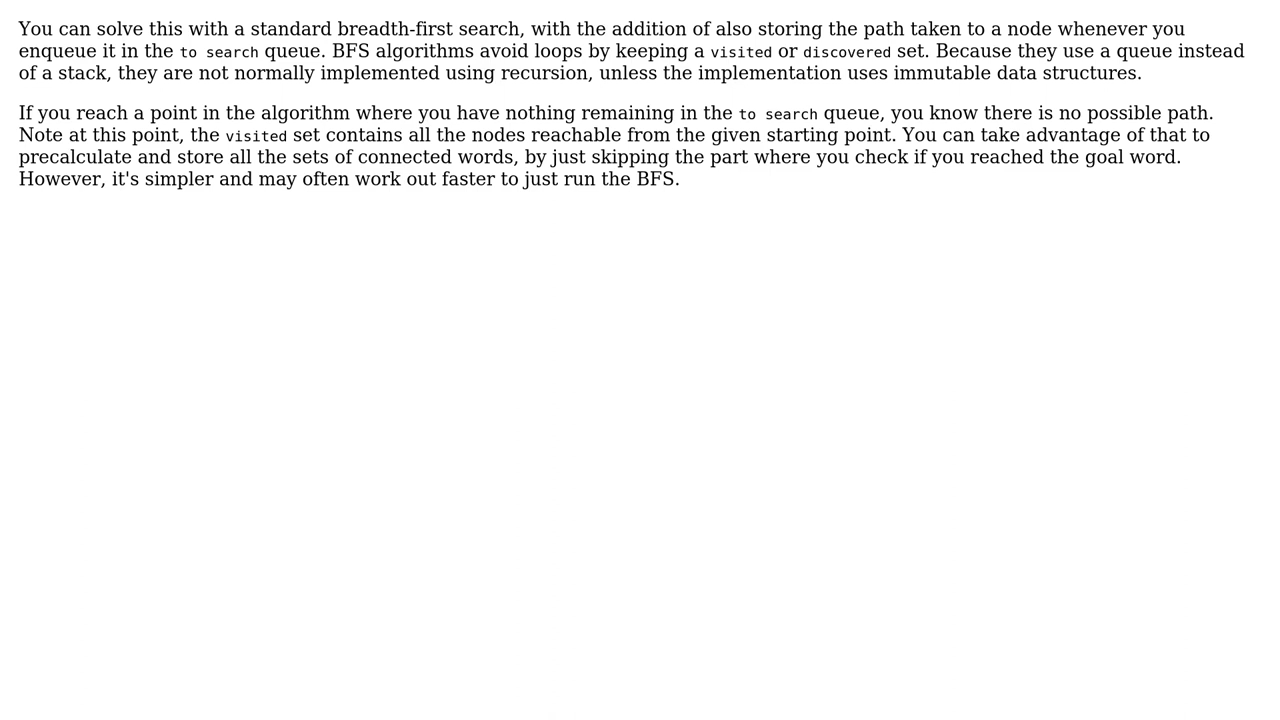 You can solve this with a standard breadth-first search, with the addition of also storing the path taken to a node whenever you
enqueue it in the to search queue. BFS algorithms avoid loops by keeping a visited or discovered set. Because they use a queue instead
of a stack, they are not normally implemented using recursion, unless the implementation uses immutable data structures.
If you reach a point in the algorithm where you have nothing remaining in the to search queue, you know there is no possible path.
Note at this point, the visited set contains all the nodes reachable from the given starting point. You can take advantage of that to
precalculate and store all the sets of connected words, by just skipping the part where you check if you reached the goal word.
However, it's simpler and may often work out faster to just run the BFS.